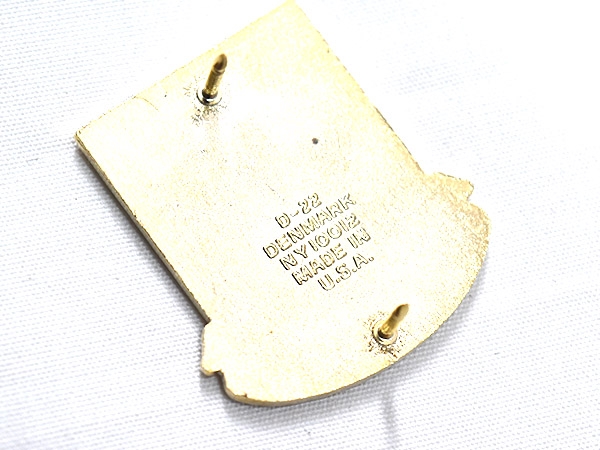 D-22
DENMARK
NY10012
MADE IN
U.S.A.